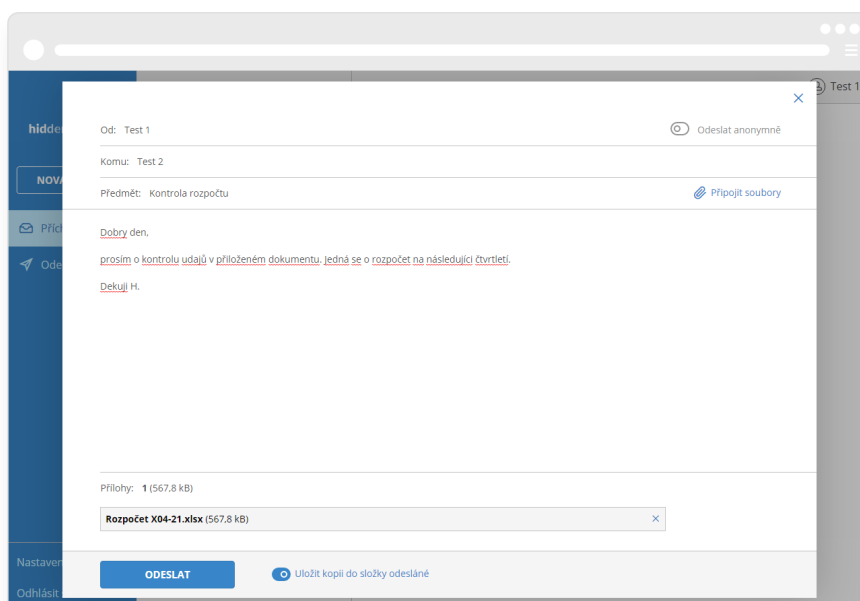 Test 1
Od: Test 1
Odeslat anonymně
Komu: Test 2
Předmět: Kontrola rozpočtu
Připojit soubory
Dobry den,
prosím o kontrolu udajů v přiloženém dokumentu. Jedná se o rozpočet na následující čtvrtletí.
Dekuji H.
Přílohy: 1 (567,8 kB)
Rozpočet X04-21.xlsx (567,8 kB)
ODESLAT
Uložit kopii do složky odesláné